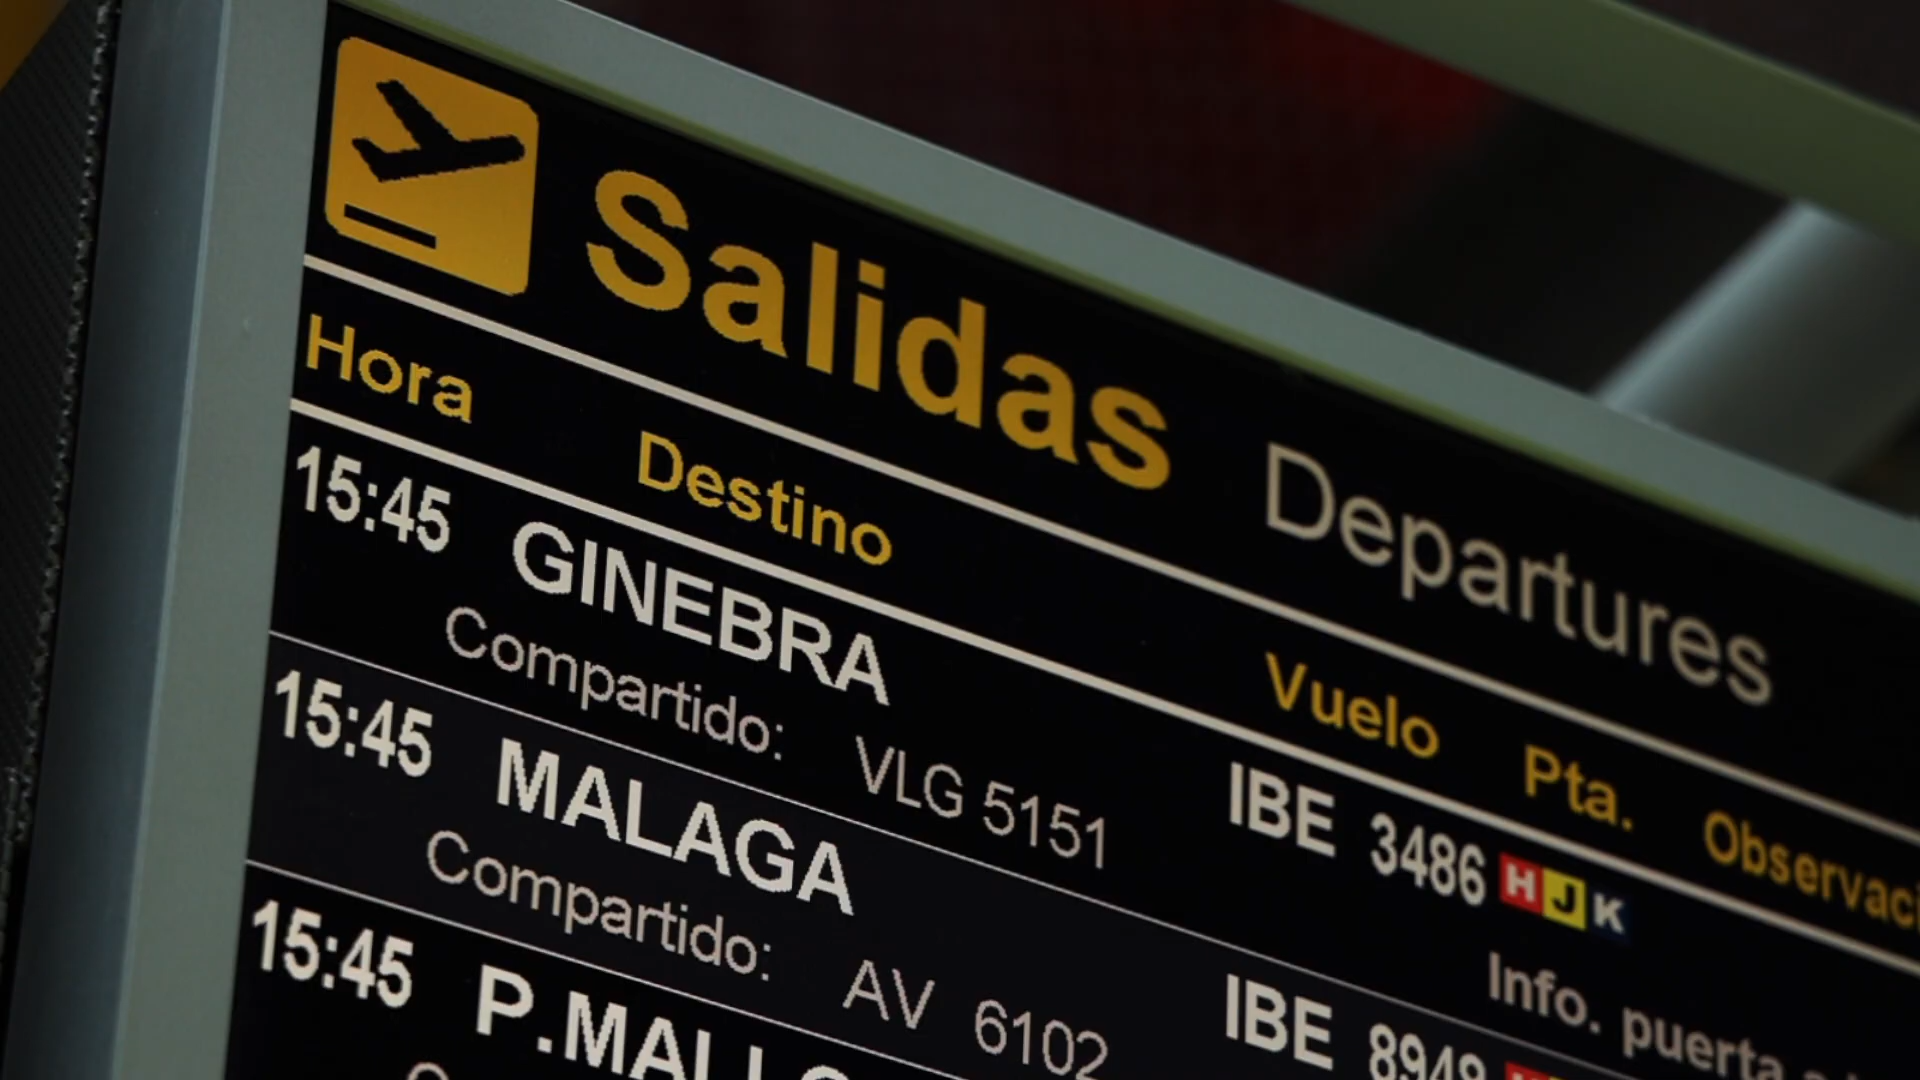 Salidas Departures
Hora Destino Vuelo Pta.
15:45 GINEBRA IBE 3486 H J K
Compartido: VLG 5151 Info. puerta a
15:45 MALAGA IBE 8949
Compartido: AV 6102
15:45